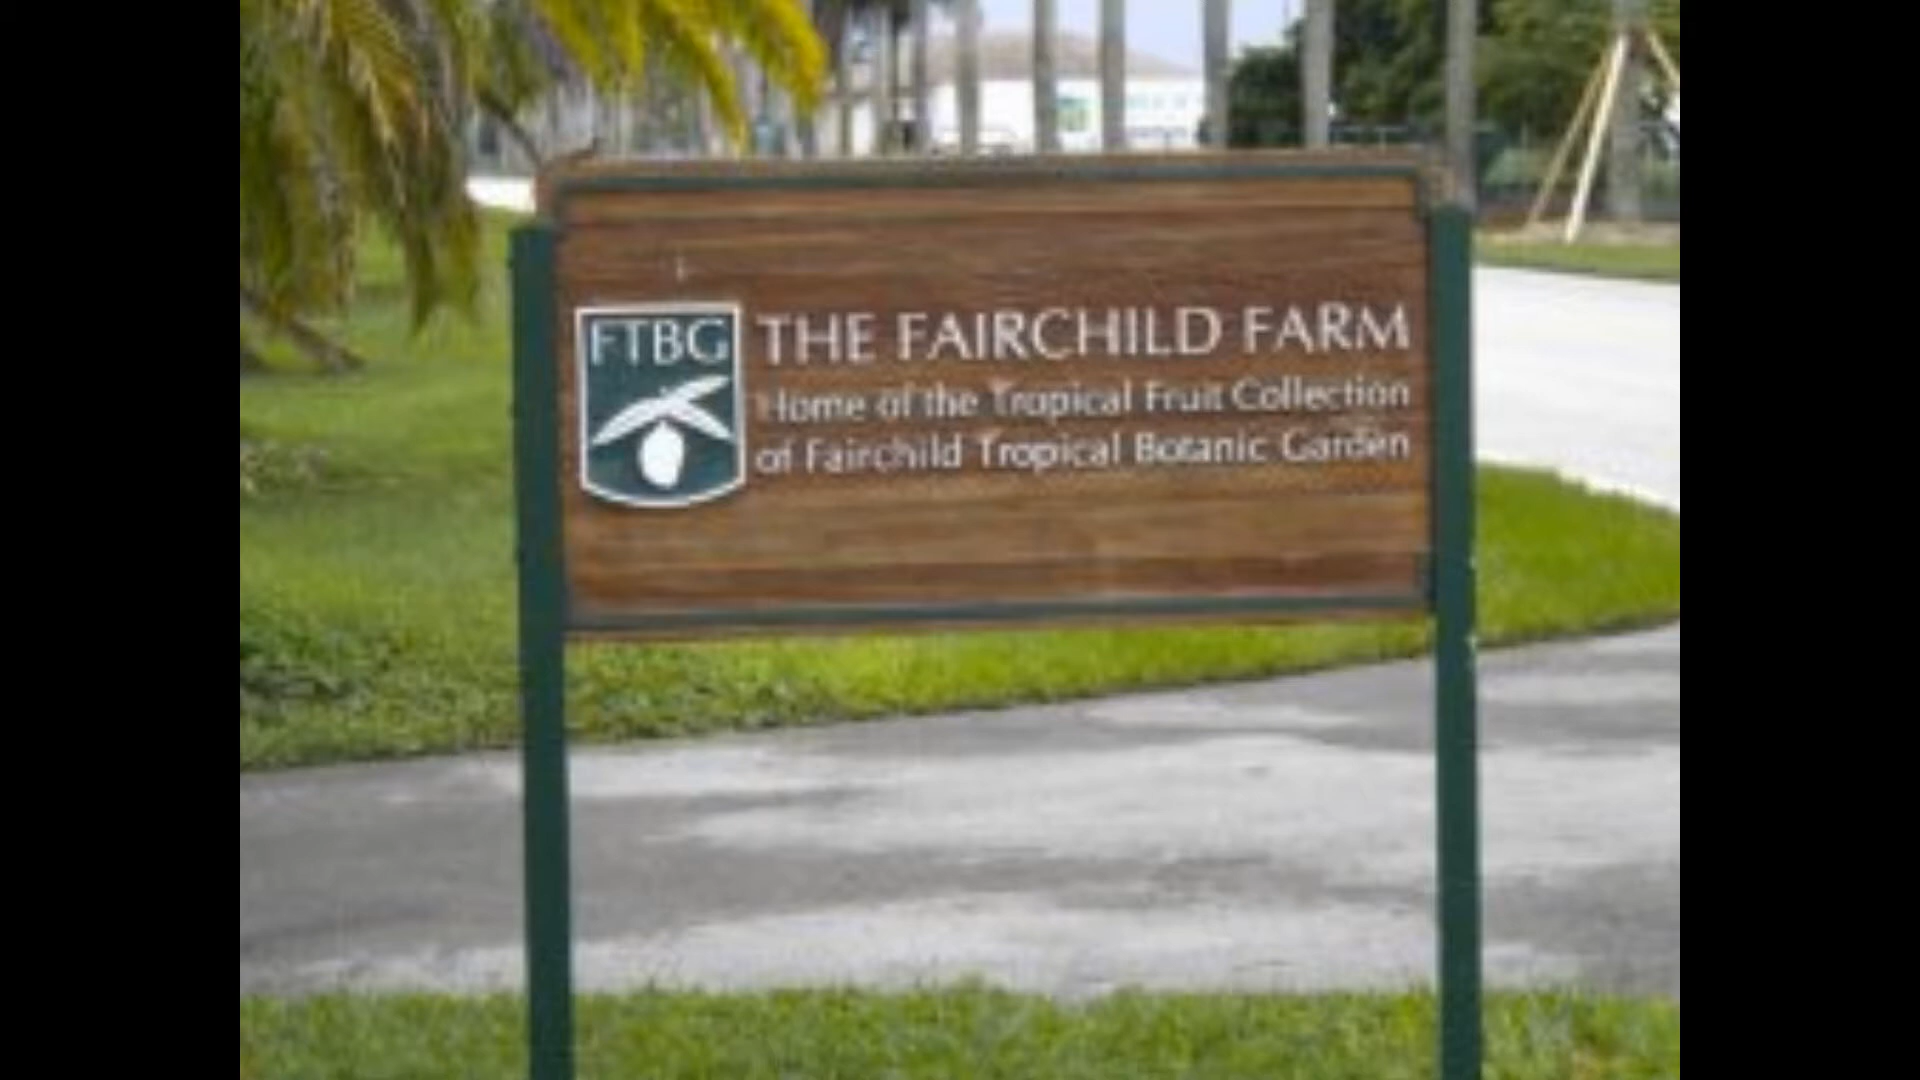 FTBG
THE FAIRCHILD FARM
Home of the Tropical Fruit Collection
of Fairchild Tropical Botanic Garden